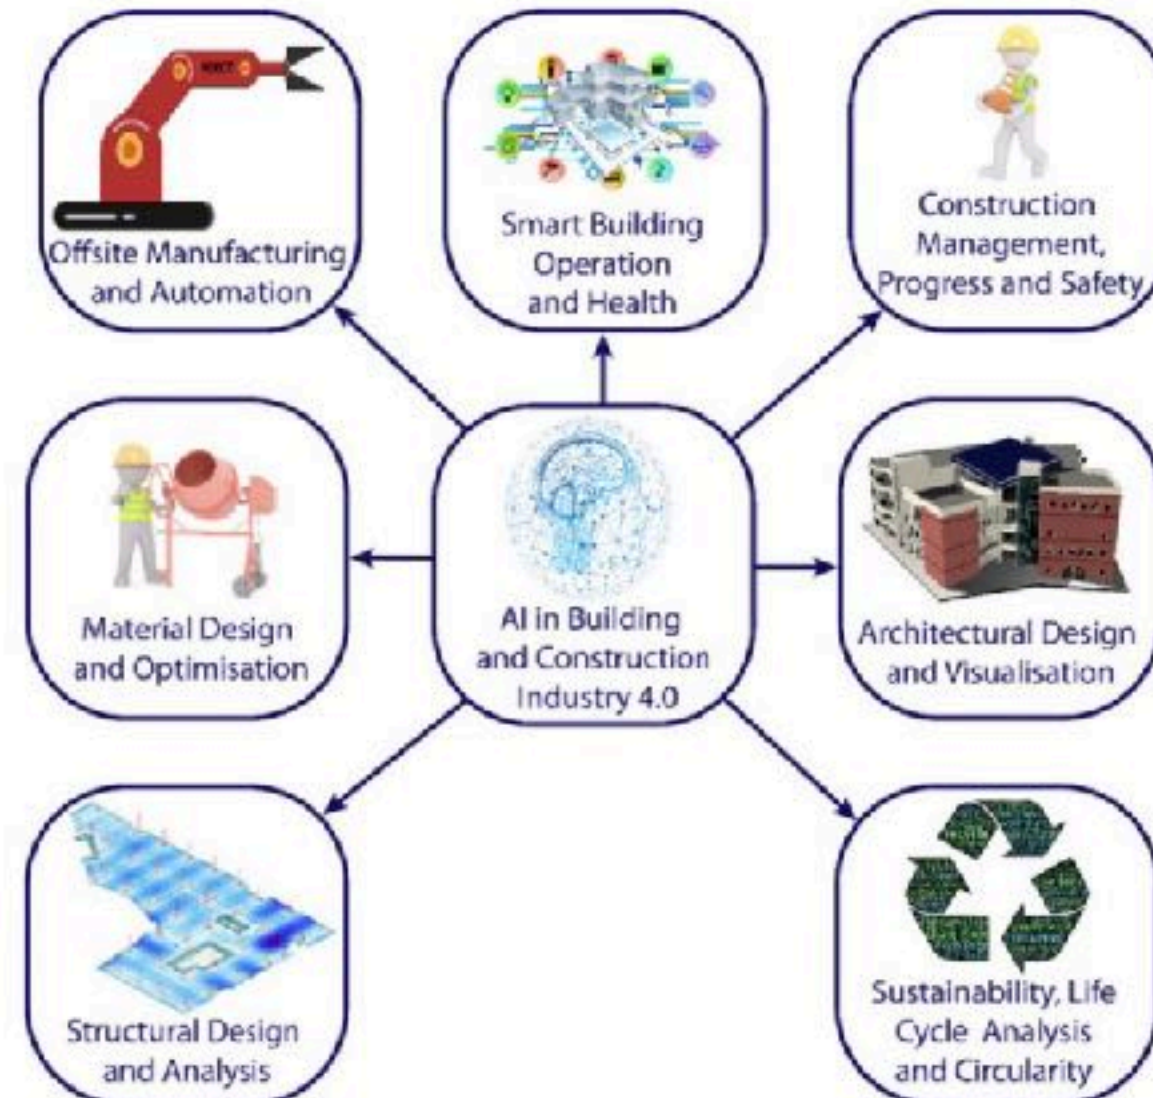 Offsite Manufacturing
and Automation
Smart Building
Operation
and Health
Construction
Management,
Progress and Safety
Material Design
and Optimisation
AI in Building
and Construction
Industry 4.0
Architectural Design
and Visualisation
Structural Design
and Analysis
Sustainability, Life
Cycle Analysis
and Circularity